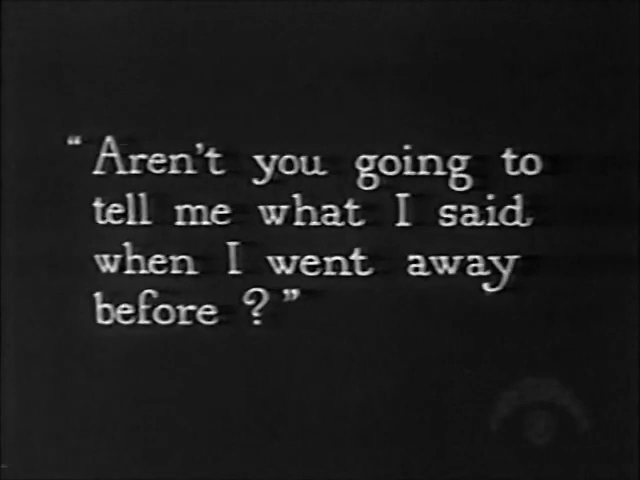 “Aren't you going to
tell me what I said
when I went away
before ?”